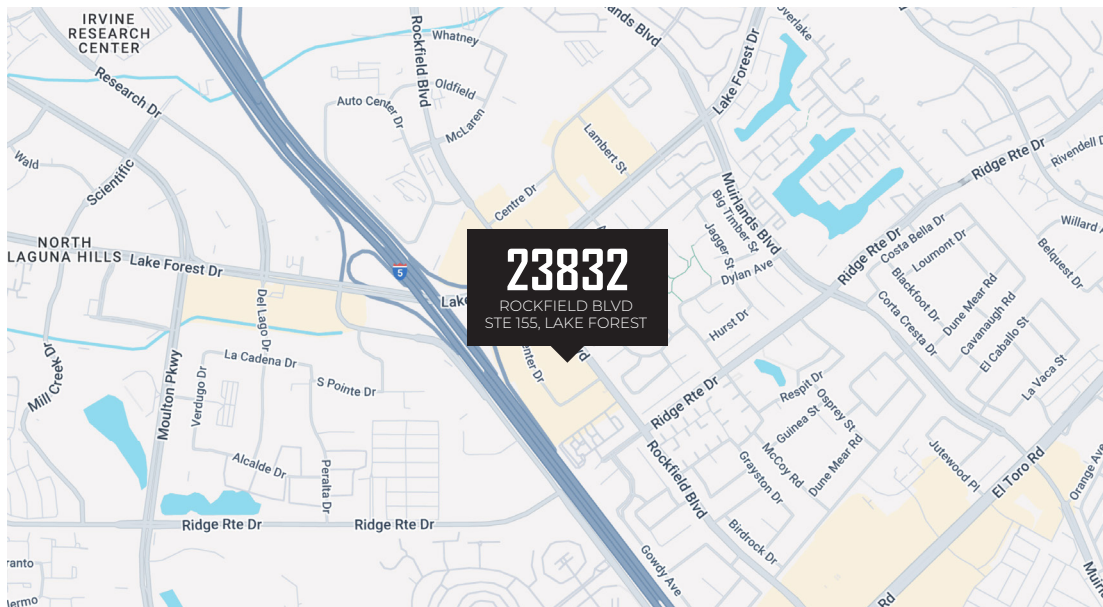 IRVINE
RESEARCH
CENTER
Research Dr
Wald
Scientific
NORTH
LAGUNA HILLS
Lake Forest Dr
Rockfield Blvd
Whatney
Oldfield
Auto Center Dr
McLaren
Lambert St
Centre Dr
Lake Forest Dr
Overlake
Muirlands Blvd
Big Timber St
Jagger St
Dylan Ave
Hurst Dr
Ridge Rte Dr
Rivendell D
Willard
Belquest Dr
Ridge Rte Dr
Costa Bella Dr
Loumont Dr
Blackfoot Dr
Dune Mear Rd
Cavanaugh Rd
El Caballo St
Corta Cresta Dr
La Vaca St
5
23832
ROCKFIELD BLVD
STE 155, LAKE FOREST
Del Lago Dr
La Cadena Dr
S Pointe Dr
Verdugo Dr
Moulton Pkwy
Mill Creek Dr
Alcalde Dr
Peralta Dr
Ridge Rte Dr
Ridge Rte Dr
Ridge Rte Dr
Rockfield Blvd
Respit Dr
Osprey St
Guinea St
McCoy Rd
Dune Mear Rd
Grayston Dr
Birdrock Dr
Gowdy Ave
Jutewood Pl
El Toro Rd
Orange Ave
Rd